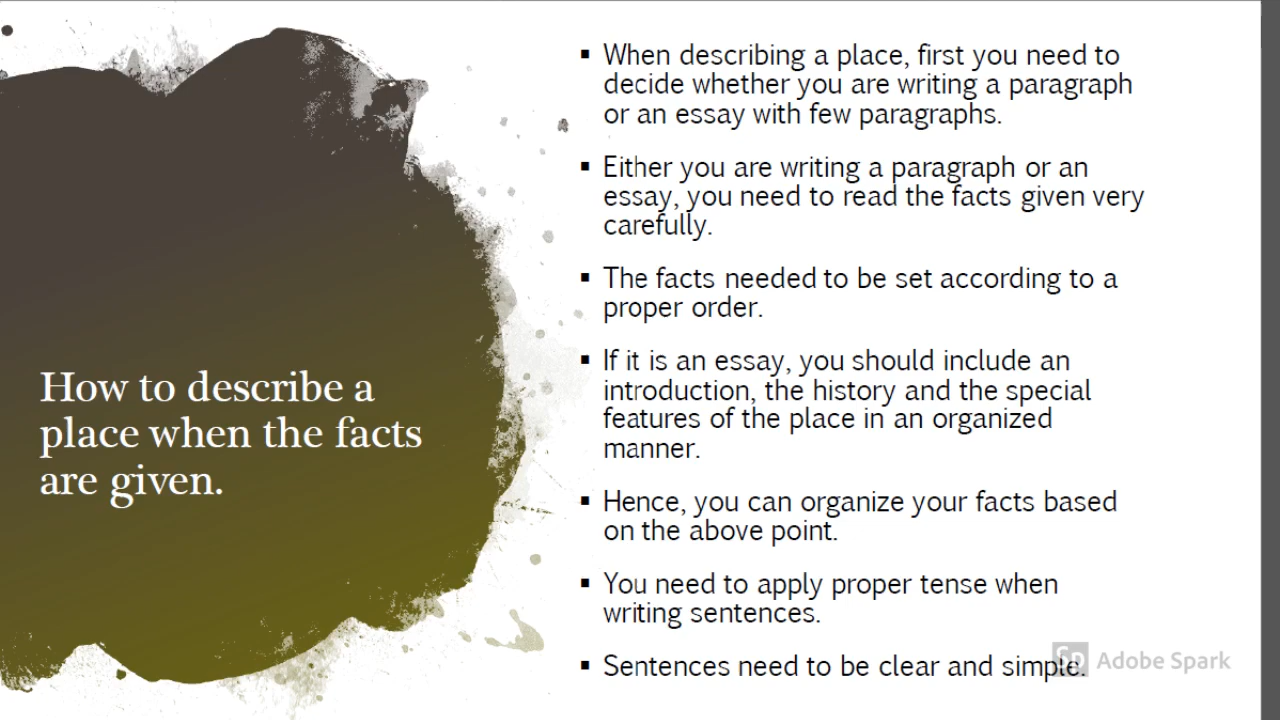 How to describe a
place when the facts
are given.
▪ When describing a place, first you need to
decide whether you are writing a paragraph
or an essay with few paragraphs.
▪ Either you are writing a paragraph or an
essay, you need to read the facts given very
carefully.
▪ The facts needed to be set according to a
proper order.
▪ If it is an essay, you should include an
introduction, the history and the special
features of the place in an organized
manner.
▪ Hence, you can organize your facts based
on the above point.
▪ You need to apply proper tense when
writing sentences.
▪ Sentences need to be clear and simple.
Sp Adobe Spark